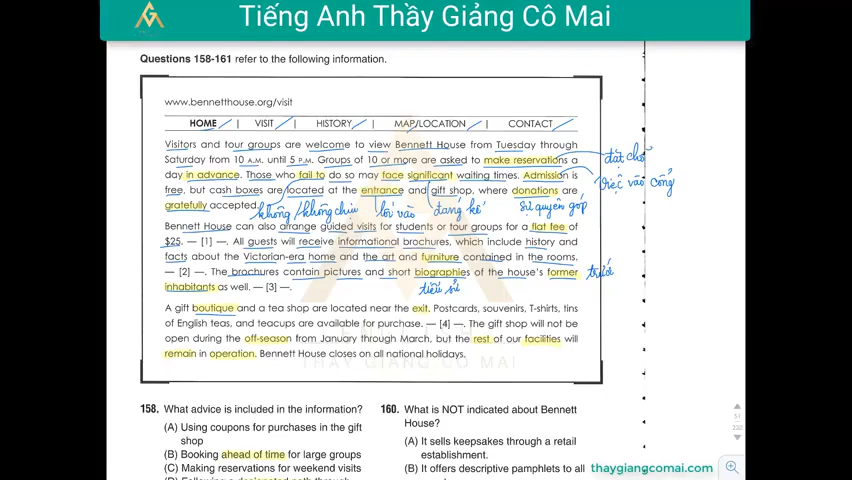 Tiếng Anh Thầy Giảng Cô Mai
Questions 158-161 refer to the following information.
www.bennetthouse.org/visit
HOME | VISIT | HISTORY | MAP/LOCATION | CONTACT
Visitors and tour groups are welcome to view Bennett House from Tuesday through
Saturday from 10 A.M. until 5 P.M. Groups of 10 or more are asked to make reservations a
đặt chỗ
day in advance. Those who fail to do so may face significant waiting times. Admission is
việc vào cổng
free, but cash boxes are located at the entrance and gift shop, where donations are
gratefully accepted.
không/không chịu lối vào đáng kể sự quyên góp
Bennett House can also arrange guided visits for students or tour groups for a flat fee of
$25. — [1] —. All guests will receive informational brochures, which include history and
facts about the Victorian-era home and the art and furniture contained in the rooms.
— [2] —. The brochures contain pictures and short biographies of the house's former
trước
inhabitants as well. — [3] —.
tiểu sử
A gift boutique and a tea shop are located near the exit. Postcards, souvenirs, T-shirts, tins
of English teas, and teacups are available for purchase. — [4] —. The gift shop will not be
open during the off-season from January through March, but the rest of our facilities will
remain in operation. Bennett House closes on all national holidays.
THẦY GIẢNG CÔ MAI
158. What advice is included in the information?
(A) Using coupons for purchases in the gift
shop
(B) Booking ahead of time for large groups
(C) Making reservations for weekend visits
160. What is NOT indicated about Bennett
House?
(A) It sells keepsakes through a retail
establishment.
(B) It offers descriptive pamphlets to all
thaygiangcomai.com